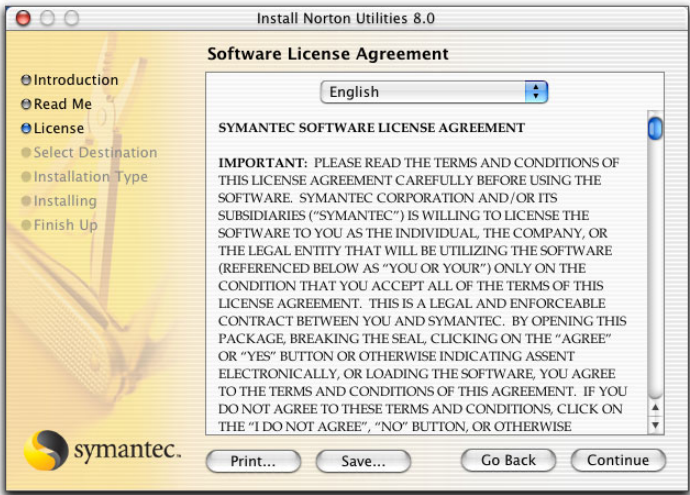 Install Norton Utilities 8.0
Software License Agreement
Introduction
Read Me
License
Select Destination
Installation Type
Installing
Finish Up
English
SYMANTEC SOFTWARE LICENSE AGREEMENT
IMPORTANT: PLEASE READ THE TERMS AND CONDITIONS OF
THIS LICENSE AGREEMENT CAREFULLY BEFORE USING THE
SOFTWARE. SYMANTEC CORPORATION AND/OR ITS
SUBSIDIARIES (“SYMANTEC”) IS WILLING TO LICENSE THE
SOFTWARE TO YOU AS THE INDIVIDUAL, THE COMPANY, OR
THE LEGAL ENTITY THAT WILL BE UTILIZING THE SOFTWARE
(REFERENCED BELOW AS “YOU OR YOUR”) ONLY ON THE
CONDITION THAT YOU ACCEPT ALL OF THE TERMS OF THIS
LICENSE AGREEMENT. THIS IS A LEGAL AND ENFORCEABLE
CONTRACT BETWEEN YOU AND SYMANTEC. BY OPENING THIS
PACKAGE, BREAKING THE SEAL, CLICKING ON THE “AGREE”
OR “YES” BUTTON OR OTHERWISE INDICATING ASSENT
ELECTRONICALLY, OR LOADING THE SOFTWARE, YOU AGREE
TO THE TERMS AND CONDITIONS OF THIS AGREEMENT. IF YOU
DO NOT AGREE TO THESE TERMS AND CONDITIONS, CLICK ON
THE “I DO NOT AGREE”, “NO” BUTTON, OR OTHERWISE
symantec.
Print... Save... Go Back Continue